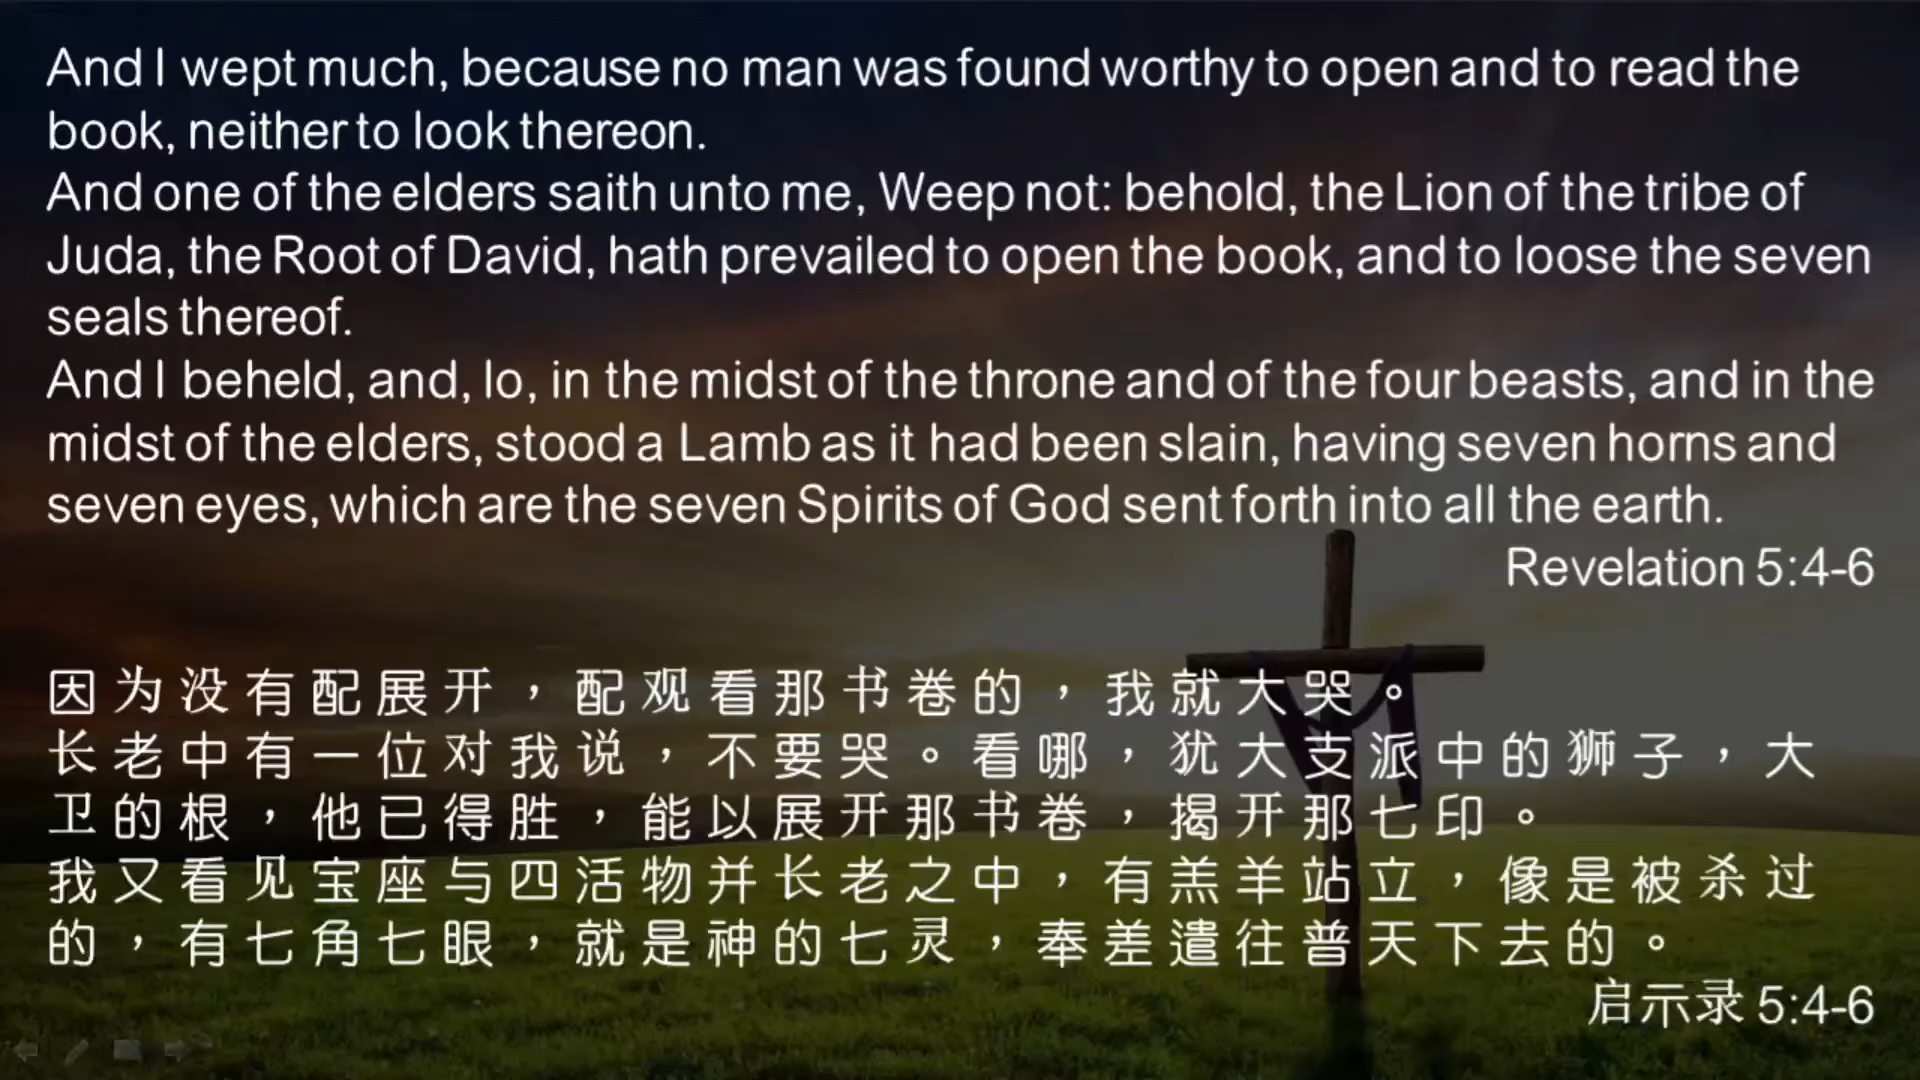 And I wept much, because no man was found worthy to open and to read the
book, neither to look thereon.
And one of the elders saith unto me, Weep not: behold, the Lion of the tribe of
Juda, the Root of David, hath prevailed to open the book, and to loose the seven
seals thereof.
And I beheld, and, lo, in the midst of the throne and of the four beasts, and in the
midst of the elders, stood a Lamb as it had been slain, having seven horns and
seven eyes, which are the seven Spirits of God sent forth into all the earth.
Revelation 5:4-6
因为没有配展开，配观看那书卷的，我就大哭。
长老中有一位对我说，不要哭。看哪，犹大支派中的狮子，大
卫的根，他已得胜，能以展开那书卷，揭开那七印。
我又看见宝座与四活物并长老之中，有羔羊站立，像是被杀过
的，有七角七眼，就是神的七灵，奉差遣往普天下去的。
启示录 5:4-6